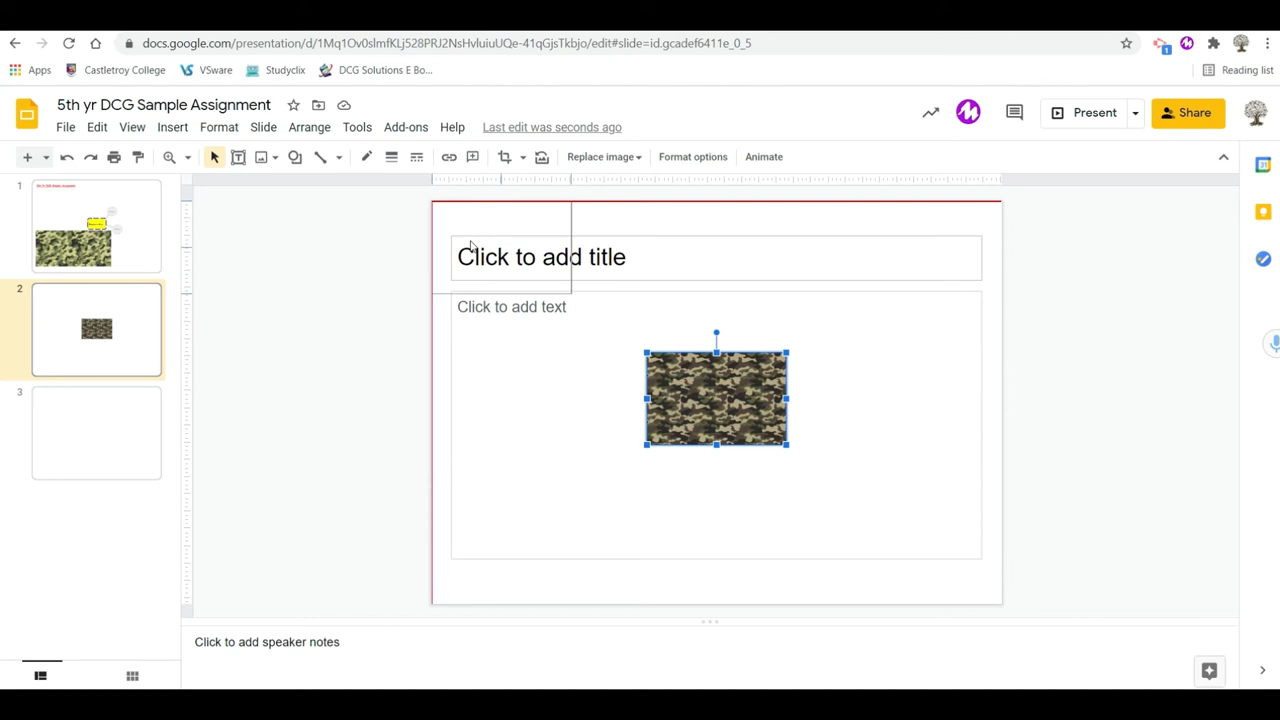 docs.google.com/presentation/d/1Mq1Ov0slmfKLj528PRJ2NsHvluiuUQe-41qGjsTkbjo/edit#slide=id.gcadef6411e_0_5
1
Apps Castletroy College VSware Studyclix DCG Solutions E Bo... Reading list
5th yr DCG Sample Assignment
Present Share
File Edit View Insert Format Slide Arrange Tools Add-ons Help Last edit was seconds ago
Replace image Format options Animate
31
1
2
3
Click to add title
Click to add text
Click to add speaker notes